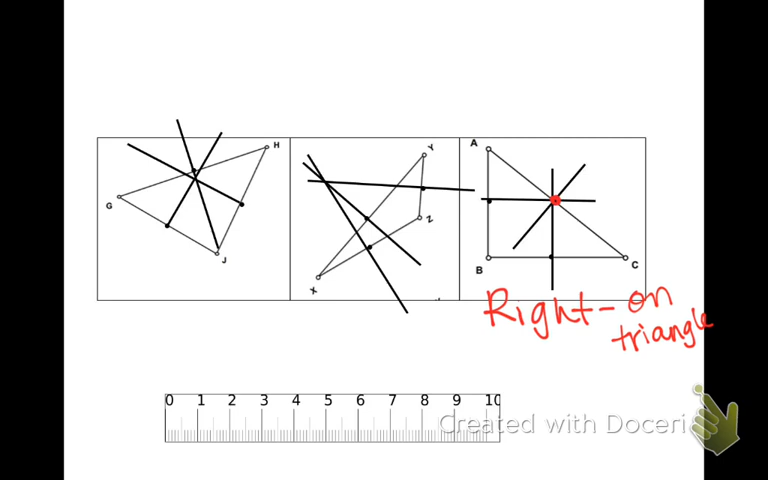 H
G
J
Y
Z
X
A
B
C
Right - on
triangle
0 1 2 3 4 5 6 7 8 9 10
Created with Doceri